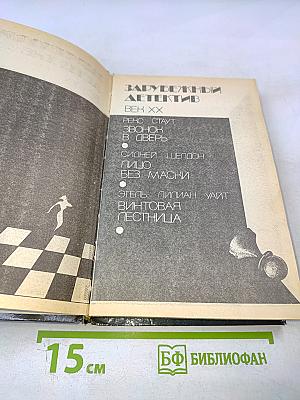 ЗАРУБЕЖНЫЙ
ДЕТЕКТИВ
ВЕК XX
РЕКС СТАУТ
ЗВОНОК
В ДВЕРЬ
СИДНЕЙ ШЕЛДОН
ЛИЦО
БЕЗ МАСКИ
ЭТЕЛЬ ЛИЛИАН УАЙТ
ВИНТОВАЯ
ЛЕСТНИЦА
15 см
БФ БИБЛИОФАН